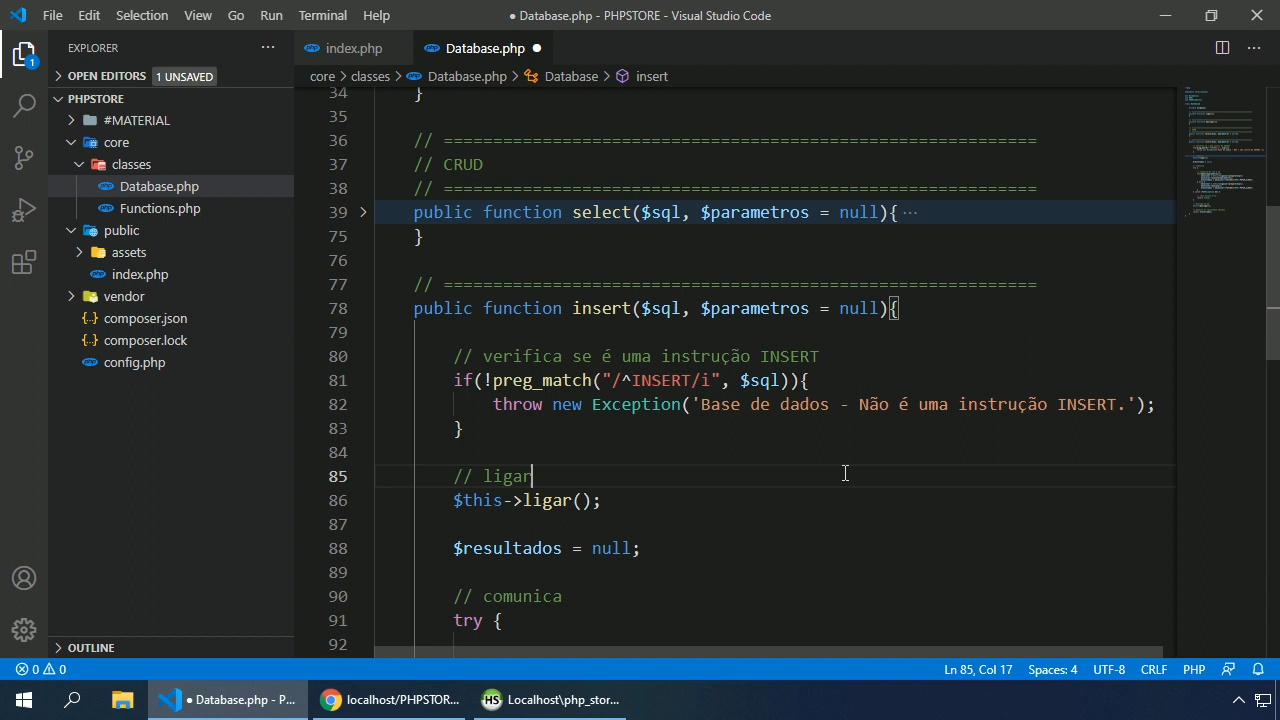 File Edit Selection View Go Run Terminal Help
● Database.php - PHPSTORE - Visual Studio Code
EXPLORER
OPEN EDITORS 1 UNSAVED
PHPSTORE
#MATERIAL
core
classes
Database.php
Functions.php
public
assets
index.php
vendor
composer.json
composer.lock
config.php
OUTLINE
index.php Database.php ●
core > classes > Database.php > Database > insert
34 }
35
36 // ============================================================
37 // CRUD
38 // ============================================================
39 public function select($sql, $parametros = null){ ···
75 }
76
77 // ============================================================
78 public function insert($sql, $parametros = null){
79
80 // verifica se é uma instrução INSERT
81 if(!preg_match("/^INSERT/i", $sql)){
82 throw new Exception('Base de dados - Não é uma instrução INSERT.');
83 }
84
85 // ligar
86 $this->ligar();
87
88 $resultados = null;
89
90 // comunica
91 try {
92
0 0 Ln 85, Col 17 Spaces: 4 UTF-8 CRLF PHP
● Database.php - P... localhost/PHPSTOR... HS Localhost\php_stor...